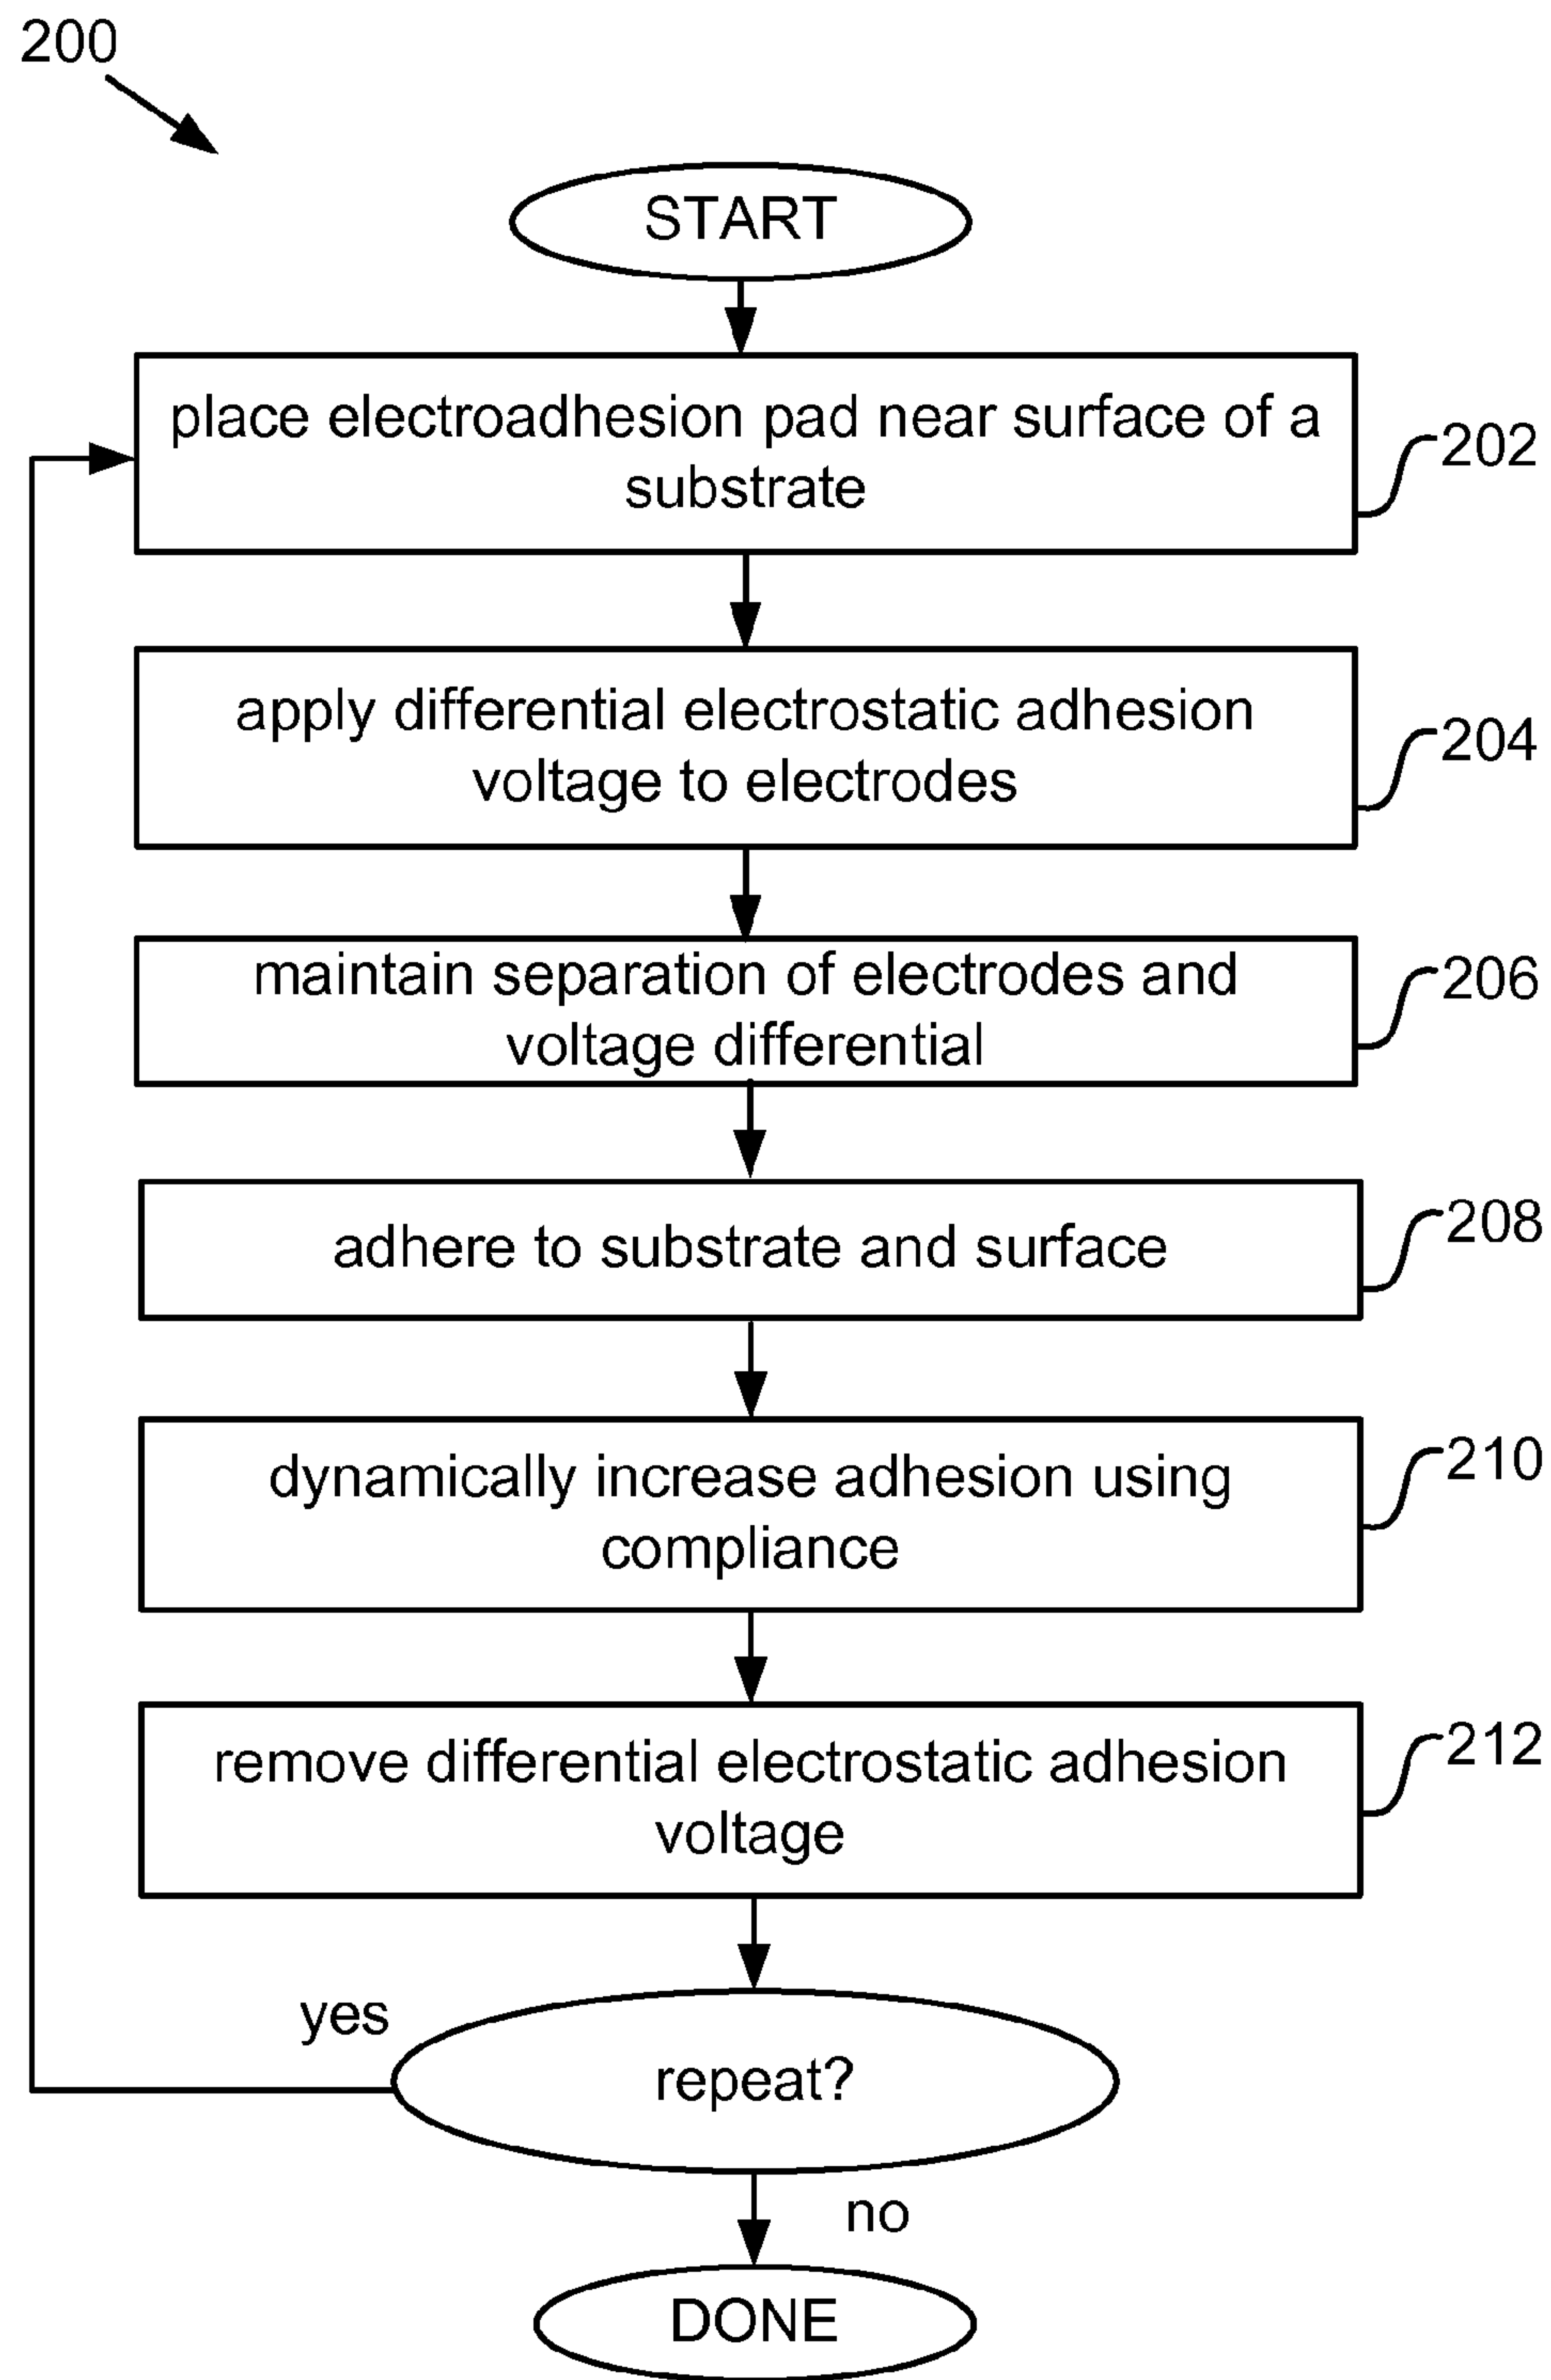 200
START
place electroadhesion pad near surface of a
substrate
202
apply differential electrostatic adhesion
voltage to electrodes
204
maintain separation of electrodes and
voltage differential
206
adhere to substrate and surface
208
dynamically increase adhesion using
compliance
210
remove differential electrostatic adhesion
voltage
212
yes
repeat?
no
DONE